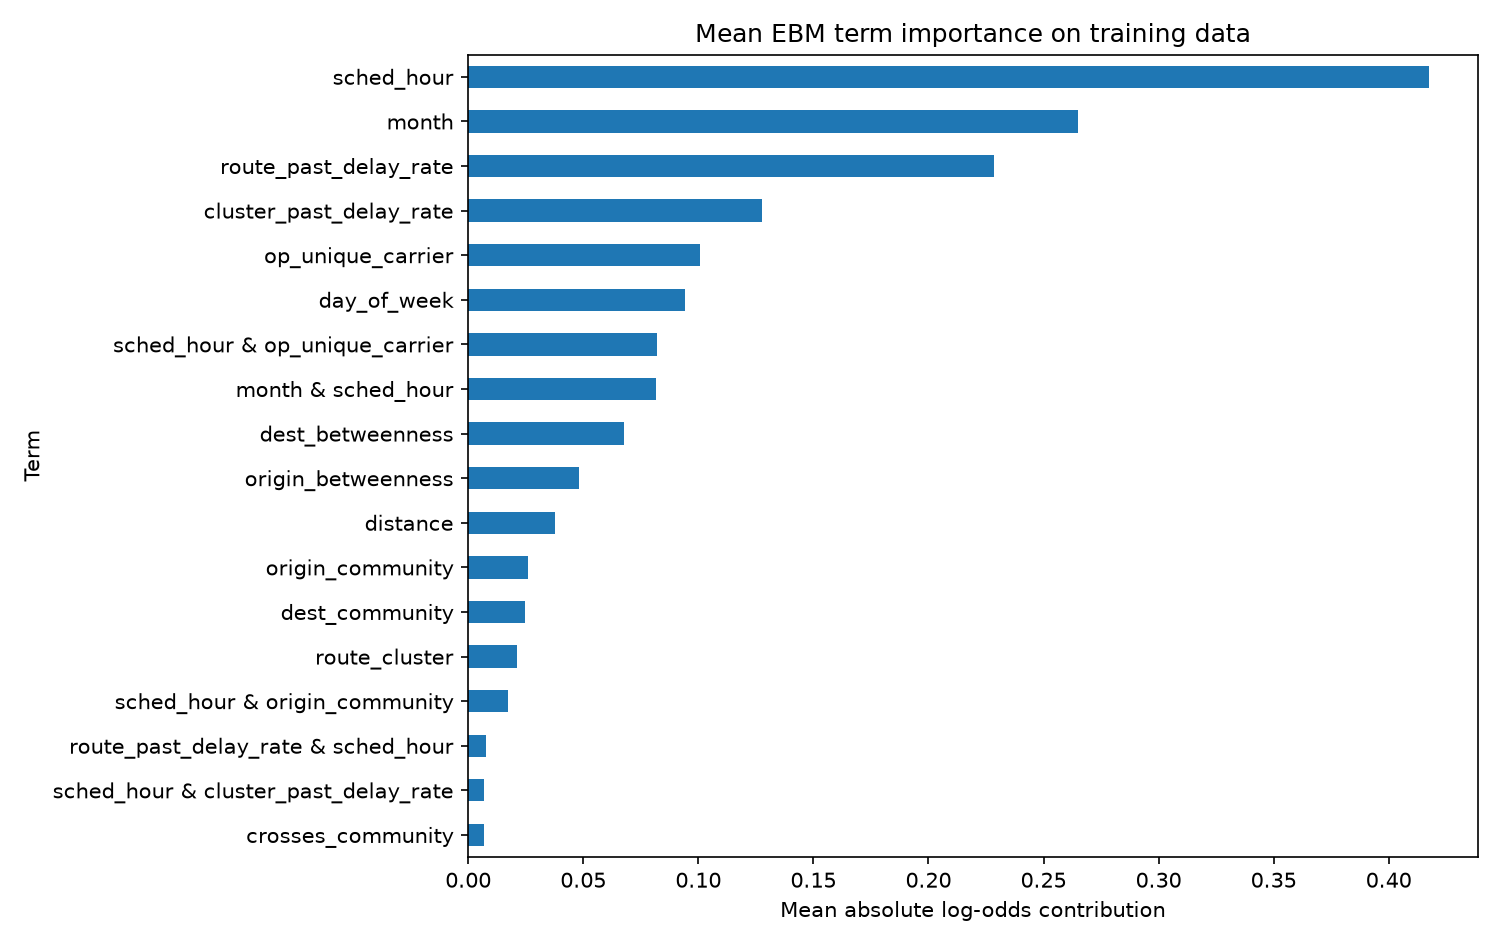 Mean EBM term importance on training data
sched_hour
month
route_past_delay_rate
cluster_past_delay_rate
op_unique_carrier
day_of_week
sched_hour & op_unique_carrier
month & sched_hour
dest_betweenness
origin_betweenness
distance
origin_community
dest_community
route_cluster
sched_hour & origin_community
route_past_delay_rate & sched_hour
sched_hour & cluster_past_delay_rate
crosses_community
Term
0.00 0.05 0.10 0.15 0.20 0.25 0.30 0.35 0.40
Mean absolute log-odds contribution